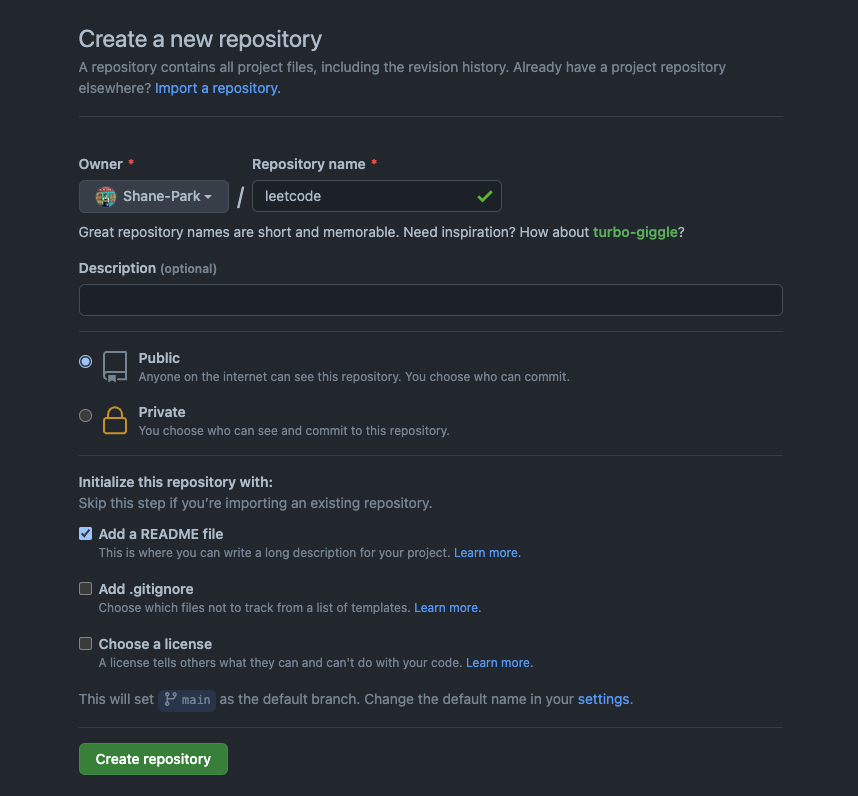 Create a new repository
A repository contains all project files, including the revision history. Already have a project repository
elsewhere? Import a repository.
Owner * Repository name *
Shane-Park / leetcode
Great repository names are short and memorable. Need inspiration? How about turbo-giggle?
Description (optional)
Public
Anyone on the internet can see this repository. You choose who can commit.
Private
You choose who can see and commit to this repository.
Initialize this repository with:
Skip this step if you’re importing an existing repository.
Add a README file
This is where you can write a long description for your project. Learn more.
Add .gitignore
Choose which files not to track from a list of templates. Learn more.
Choose a license
A license tells others what they can and can't do with your code. Learn more.
This will set main as the default branch. Change the default name in your settings.
Create repository